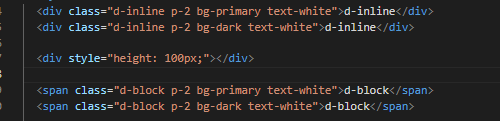 <div class="d-inline p-2 bg-primary text-white">d-inline</div>
<div class="d-inline p-2 bg-dark text-white">d-inline</div>
<div style="height: 100px;"></div>
<span class="d-block p-2 bg-primary text-white">d-block</span>
<span class="d-block p-2 bg-dark text-white">d-block</span>